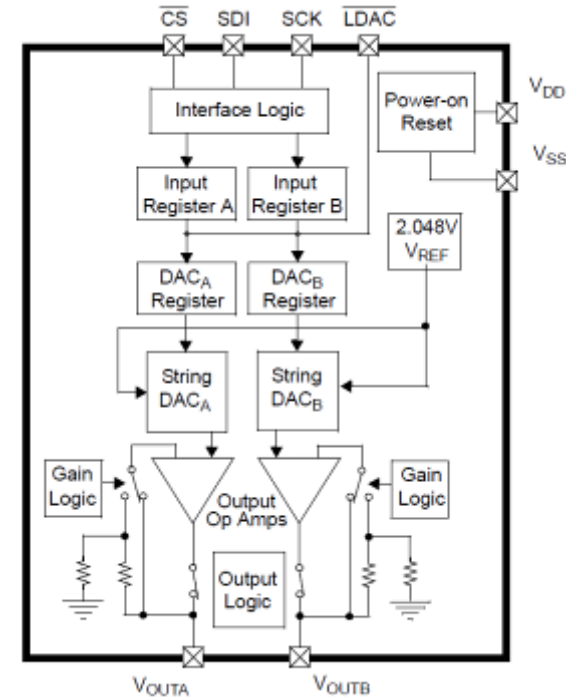 CS SDI SCK LDAC
Interface Logic
Power-on
Reset
VDD
VSS
Input
Register A
Input
Register B
2.048V
VREF
DACA
Register
DACB
Register
String
DACA
String
DACB
Gain
Logic
Output
Op Amps
Gain
Logic
Output
Logic
VOUTA
VOUTB